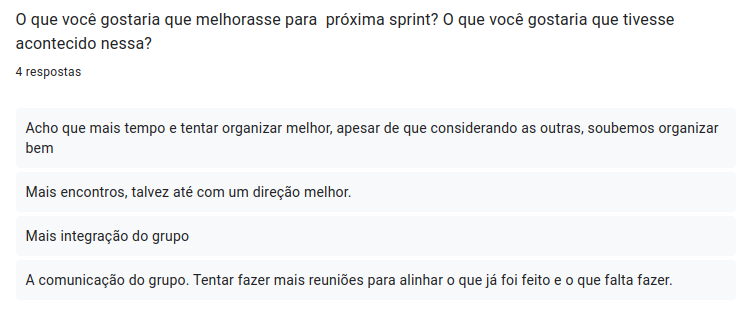 O que você gostaria que melhorasse para  próxima sprint? O que você gostaria que tivesse
acontecido nessa?
4 respostas
Acho que mais tempo e tentar organizar melhor, apesar de que considerando as outras, soubemos organizar
bem
Mais encontros, talvez até com um direção melhor.
Mais integração do grupo
A comunicação do grupo. Tentar fazer mais reuniões para alinhar o que já foi feito e o que falta fazer.